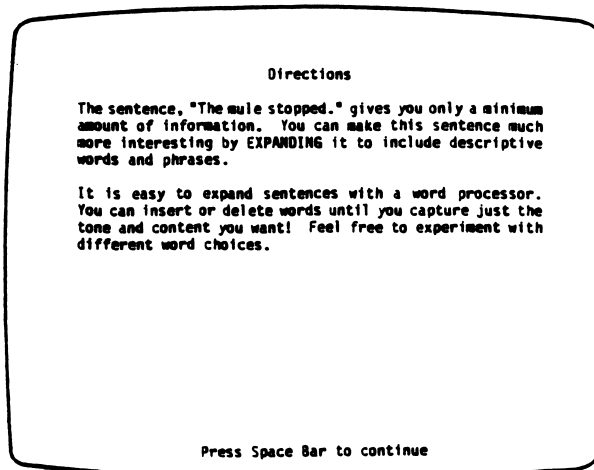 Directions
The sentence, "The mule stopped." gives you only a minimum
amount of information. You can make this sentence much
more interesting by EXPANDING it to include descriptive
words and phrases.
It is easy to expand sentences with a word processor.
You can insert or delete words until you capture just the
tone and content you want! Feel free to experiment with
different word choices.
Press Space Bar to continue